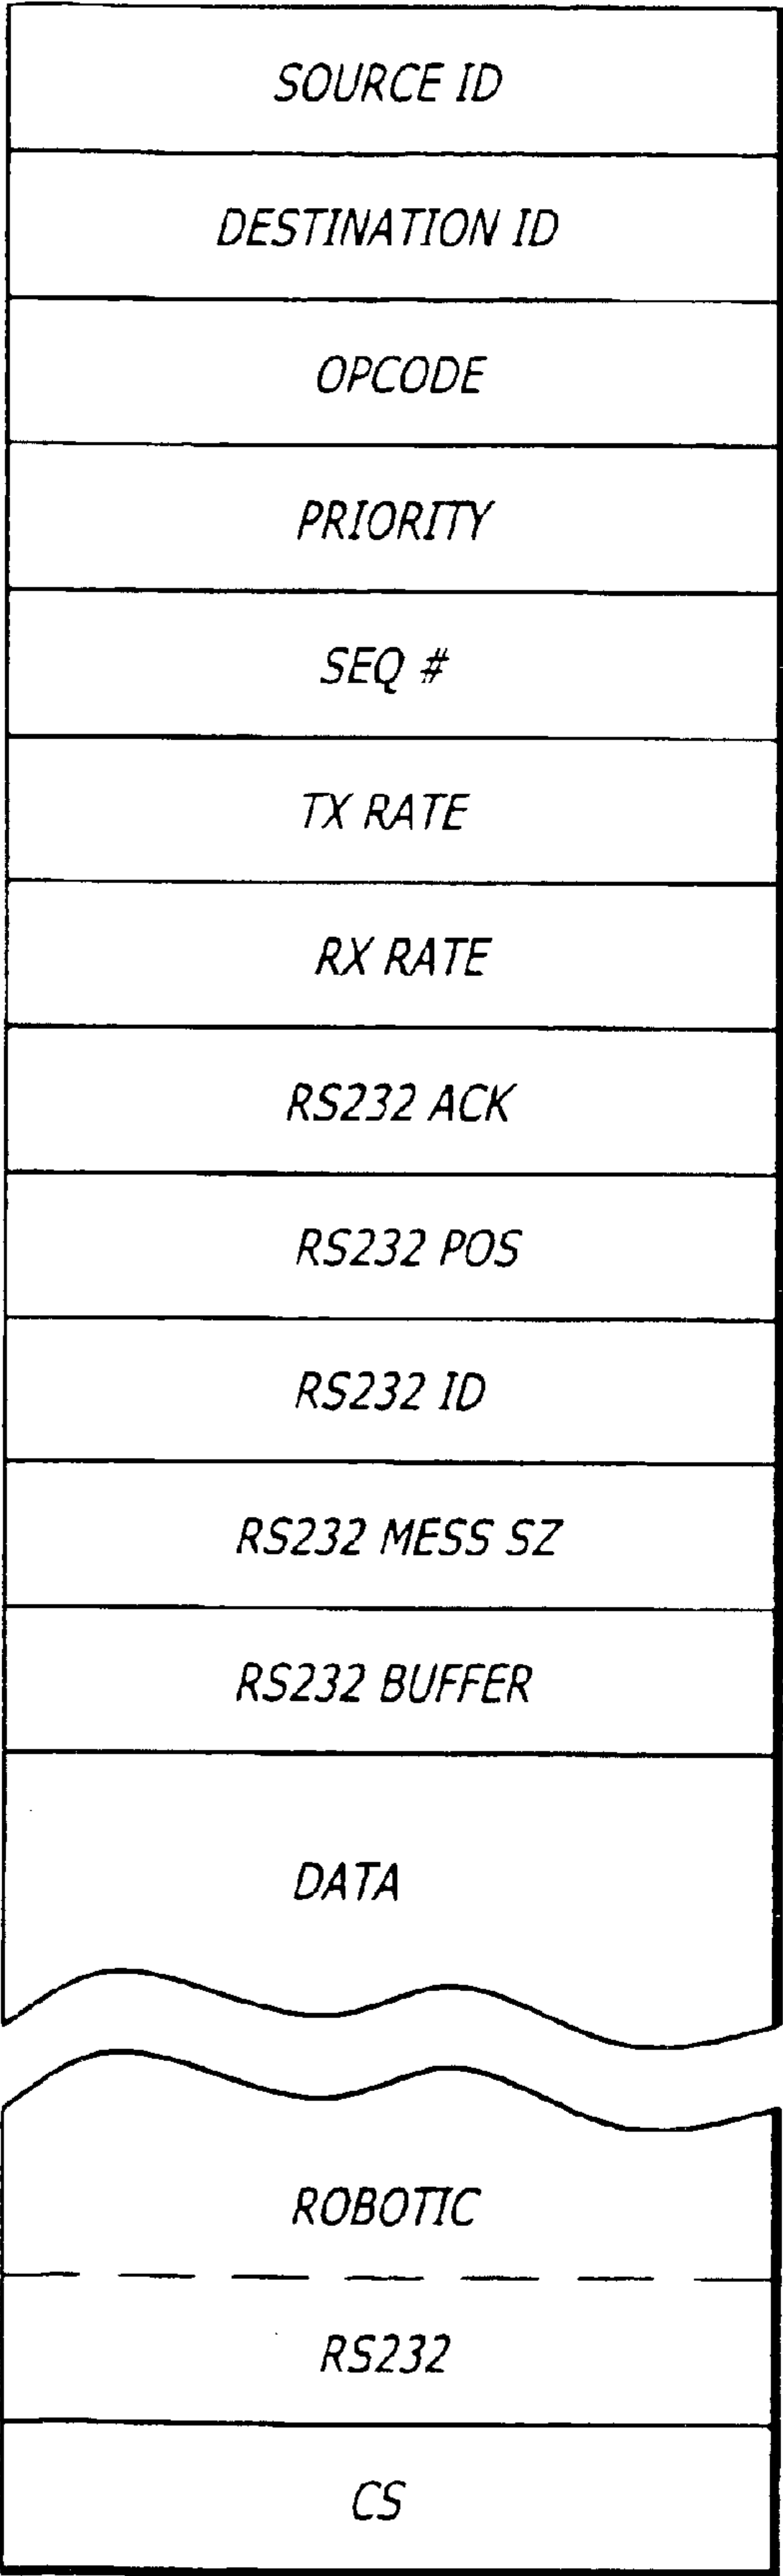 SOURCE ID
DESTINATION ID
OPCODE
PRIORITY
SEQ #
TX RATE
RX RATE
RS232 ACK
RS232 POS
RS232 ID
RS232 MESS SZ
RS232 BUFFER
DATA
ROBOTIC
RS232
CS